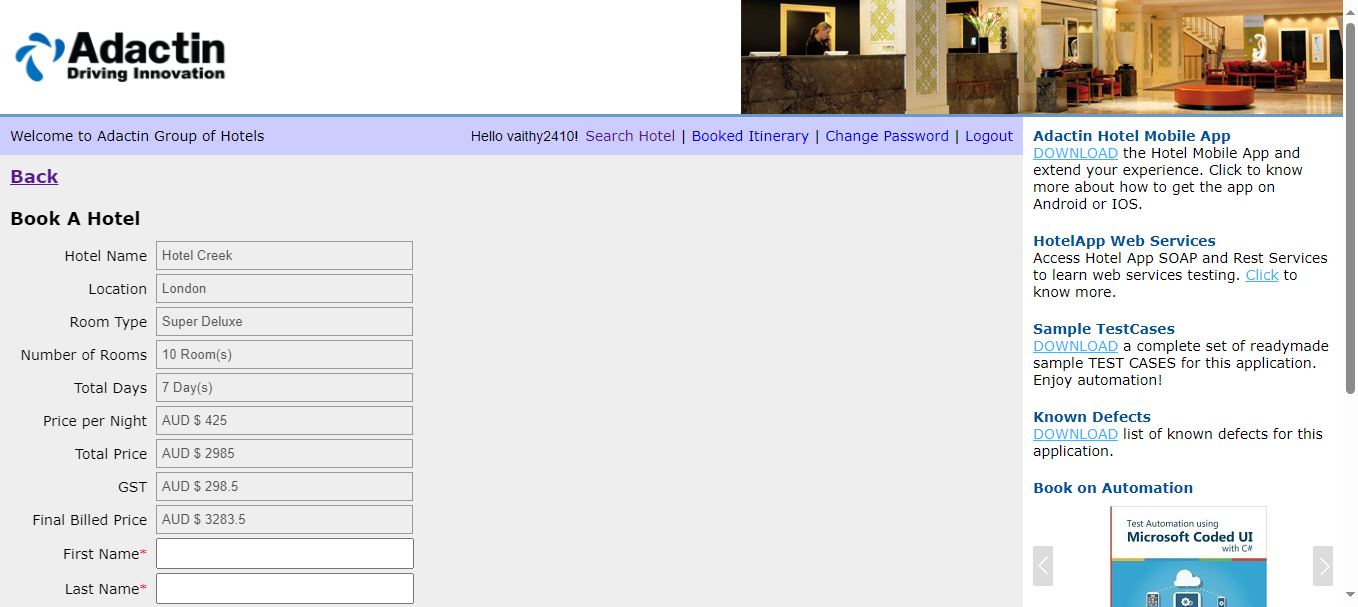 Adactin
Driving Innovation
Welcome to Adactin Group of Hotels
Hello vaithy2410! Search Hotel | Booked Itinerary | Change Password | Logout
Back
Book A Hotel
Hotel Name Hotel Creek
Location London
Room Type Super Deluxe
Number of Rooms 10 Room(s)
Total Days 7 Day(s)
Price per Night AUD $ 425
Total Price AUD $ 2985
GST AUD $ 298.5
Final Billed Price AUD $ 3283.5
First Name*
Last Name*
Adactin Hotel Mobile App
DOWNLOAD the Hotel Mobile App and
extend your experience. Click to know
more about how to get the app on
Android or IOS.
HotelApp Web Services
Access Hotel App SOAP and Rest Services
to learn web services testing. Click to
know more.
Sample TestCases
DOWNLOAD a complete set of readymade
sample TEST CASES for this application.
Enjoy automation!
Known Defects
DOWNLOAD list of known defects for this
application.
Book on Automation
Test Automation using
Microsoft Coded UI
with C#